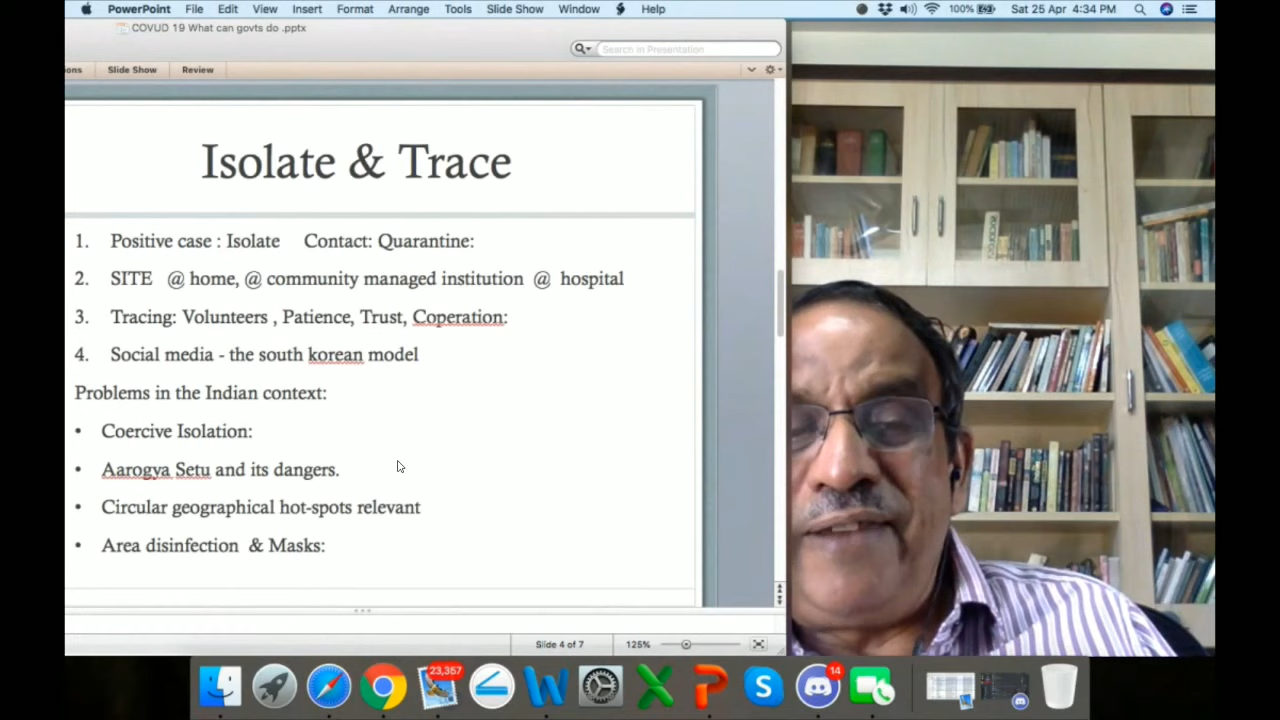 PowerPoint File Edit View Insert Format Arrange Tools Slide Show Window Help 100% Sat 25 Apr 4:34 PM
COVUD 19 What can govts do .pptx
Search in Presentation
ons Slide Show Review
Isolate & Trace
1. Positive case : Isolate Contact: Quarantine:
2. SITE @ home, @ community managed institution @ hospital
3. Tracing: Volunteers , Patience, Trust, Coperation:
4. Social media - the south korean model
Problems in the Indian context:
• Coercive Isolation:
• Aarogya Setu and its dangers.
• Circular geographical hot-spots relevant
• Area disinfection & Masks:
Slide 4 of 7 125%
23,357
14